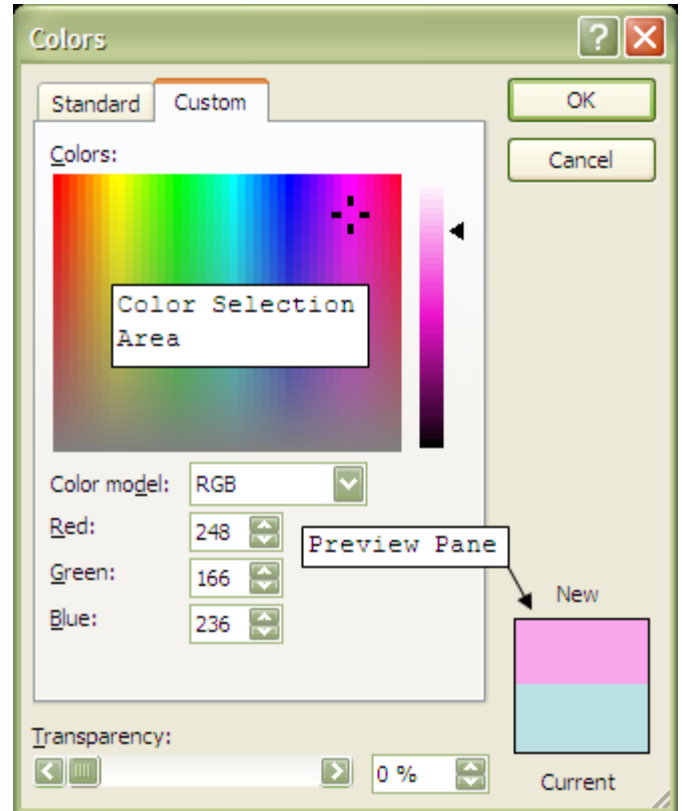 Colors
Standard Custom
OK
Cancel
Colors:
Color Selection
Area
Color model: RGB
Red: 248
Green: 166
Blue: 236
Preview Pane
New
Current
Transparency:
0 %